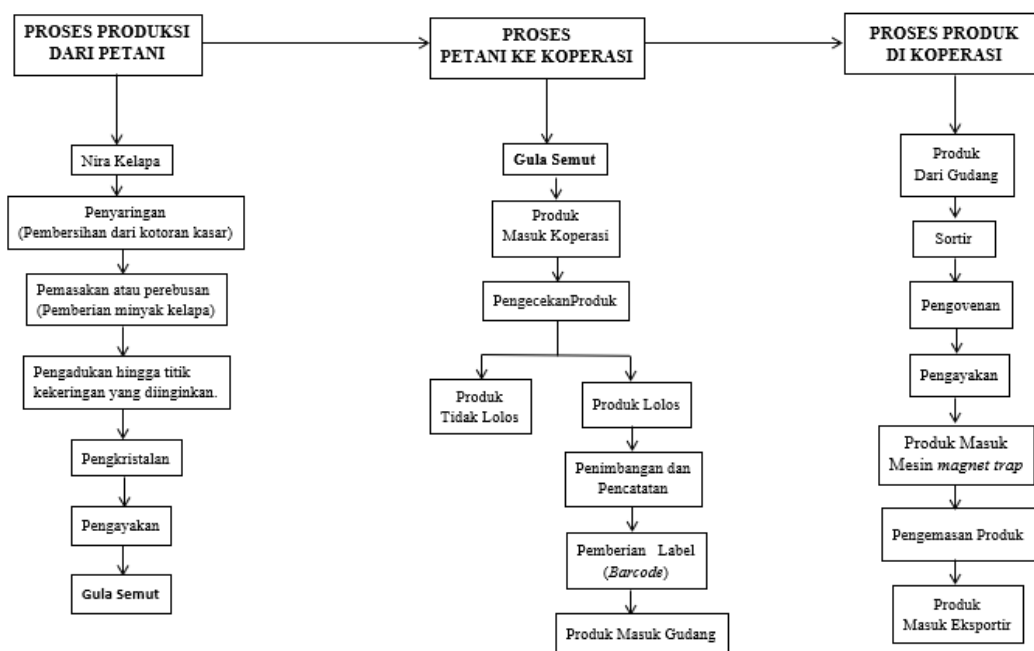 PROSES PRODUKSI
DARI PETANI
PROSES
PETANI KE KOPERASI
PROSES PRODUK
DI KOPERASI
Nira Kelapa
Penyaringan
(Pembersihan dari kotoran kasar)
Pemasakan atau perebusan
(Pemberian minyak kelapa)
Pengadukan hingga titik
kekeringan yang diinginkan.
Pengkristalan
Pengayakan
Gula Semut
Gula Semut
Produk
Masuk Koperasi
PengecekanProduk
Produk
Tidak Lolos
Produk Lolos
Penimbangan dan
Pencatatan
Pemberian Label
(Barcode)
Produk Masuk Gudang
Produk
Dari Gudang
Sortir
Pengovenan
Pengayakan
Produk Masuk
Mesin magnet trap
Pengemasan Produk
Produk
Masuk Eksportir